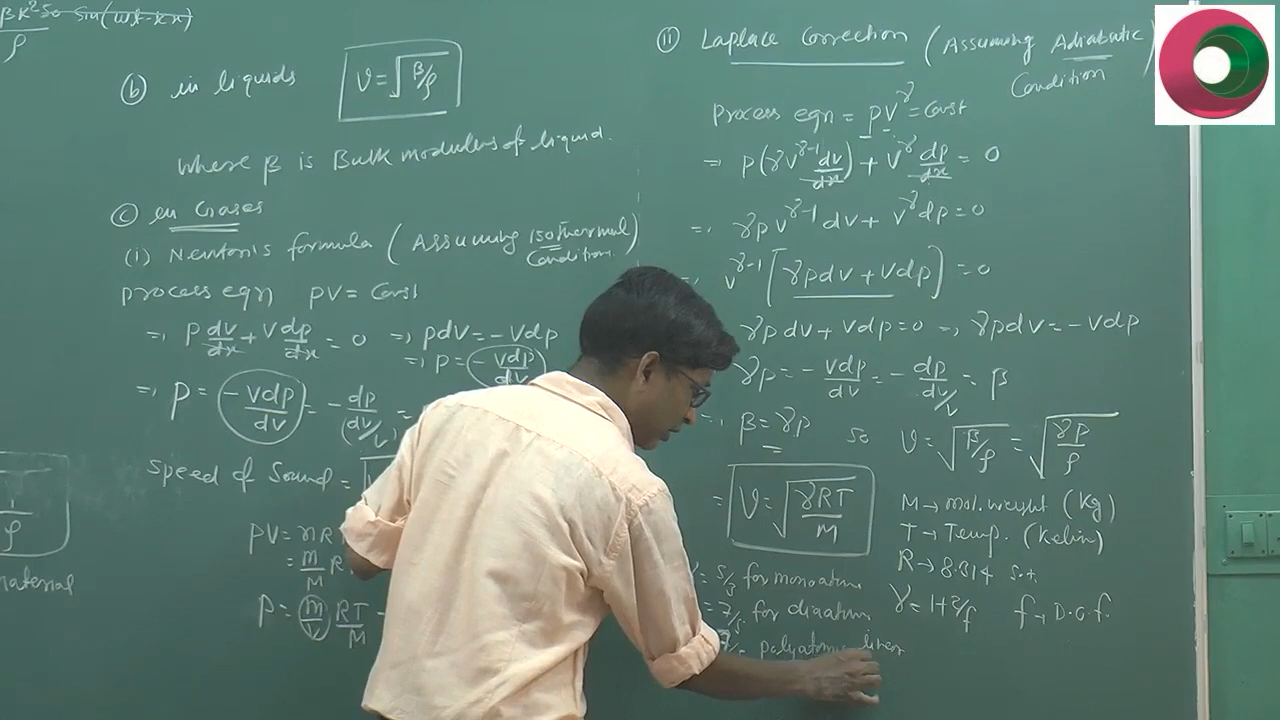 βk²S₀ sin(ωt-kx)
ρ
(b) in liquids v=√β/ρ
Where β is Bulk modulus of liquid.
(c) in Gases
(i) Newton's formula (Assuming Isothermal Condition)
process eqn PV = Const
=, P dv/dx + V dp/dx = 0 =, pdV = -Vdp
=, P = -vdp/dv
=, P = -vdp/dv = -dp/(dv/v) =
Speed of Sound = √
PV = nR
= m/M R
P = m/v RT/M
1/ρ
material
(ii) Laplace Correction (Assuming Adiabatic Condition)
Process eqn = PV^γ = Const
=, P(γv^γ-1 dv/dx) + V^γ dp/dx = 0
=, γPV^γ-1 dv + V^γ dp = 0
=, V^γ-1 [γpdv + Vdp] = 0
γpdv + Vdp = 0 =, γpdV = -Vdp
γp = -Vdp/dv = -dp/dv/v = β
=, β = γP so v = √β/ρ = √γP/ρ
= v = √γRT/M
M → mol. weight (Kg)
T → Temp. (Kelvin)
R → 8.314 S.I.
γ = 1+2/f f → D.O.f.
= 5/3 for monoatomic
= 7/5 for diatomic
7/5 polyatomic linear